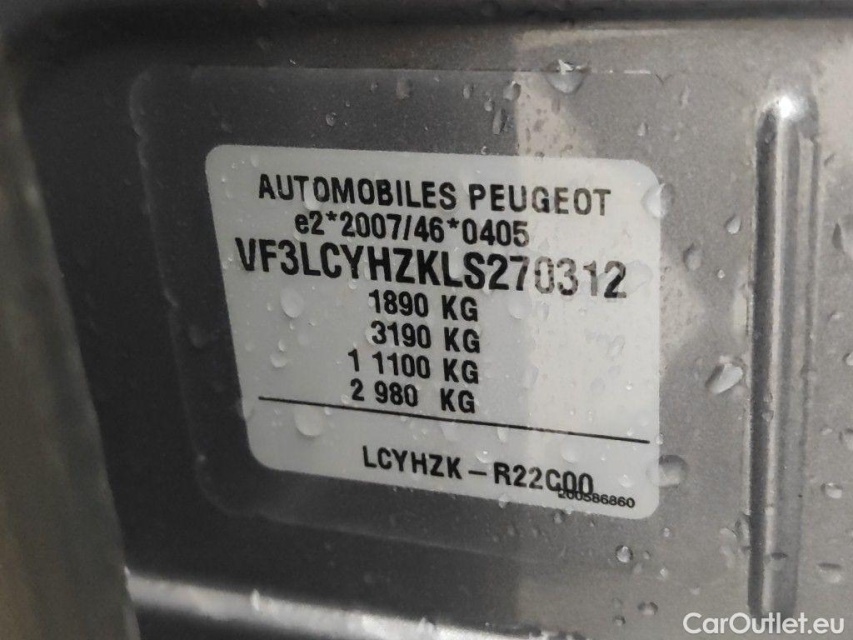 AUTOMOBILES PEUGEOT
e2*2007/46*0405
VF3LCYHZKLS270312
1890 KG
3190 KG
1 1100 KG
2 980 KG
LCYHZK – R22C00
200586860
CarOutlet.eu